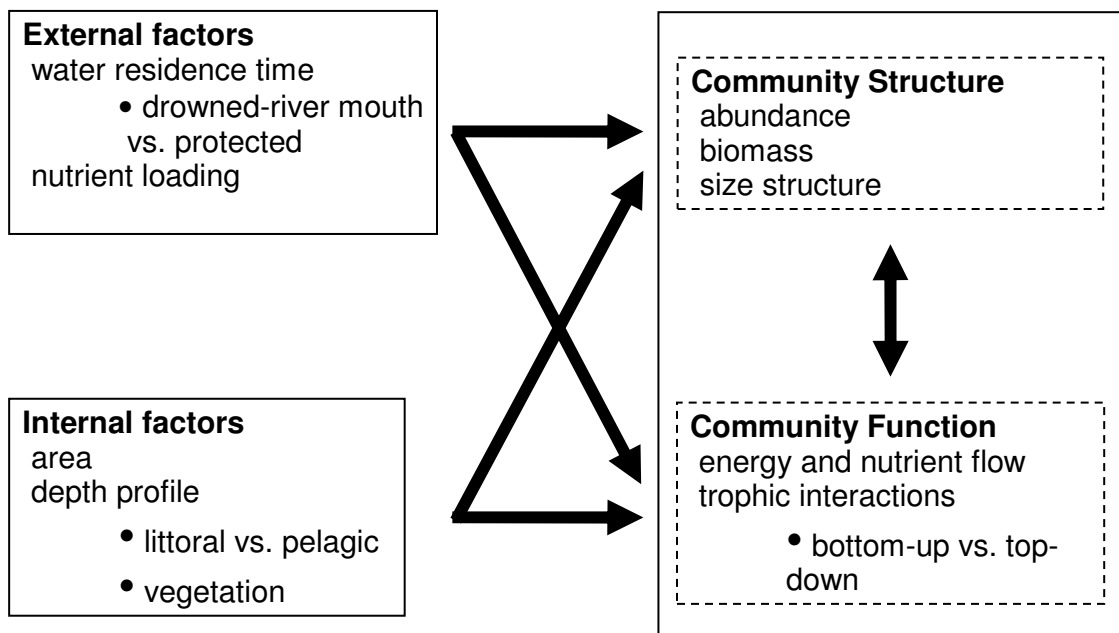 External factors
water residence time
• drowned-river mouth
vs. protected
nutrient loading
Internal factors
area
depth profile
• littoral vs. pelagic
• vegetation
Community Structure
abundance
biomass
size structure
Community Function
energy and nutrient flow
trophic interactions
• bottom-up vs. top-
down